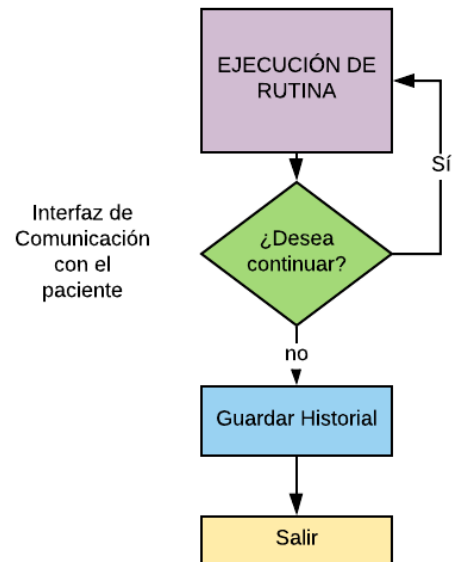 EJECUCIÓN DE
RUTINA
Sí
Interfaz de
Comunicación
con el
paciente
¿Desea
continuar?
no
Guardar Historial
Salir